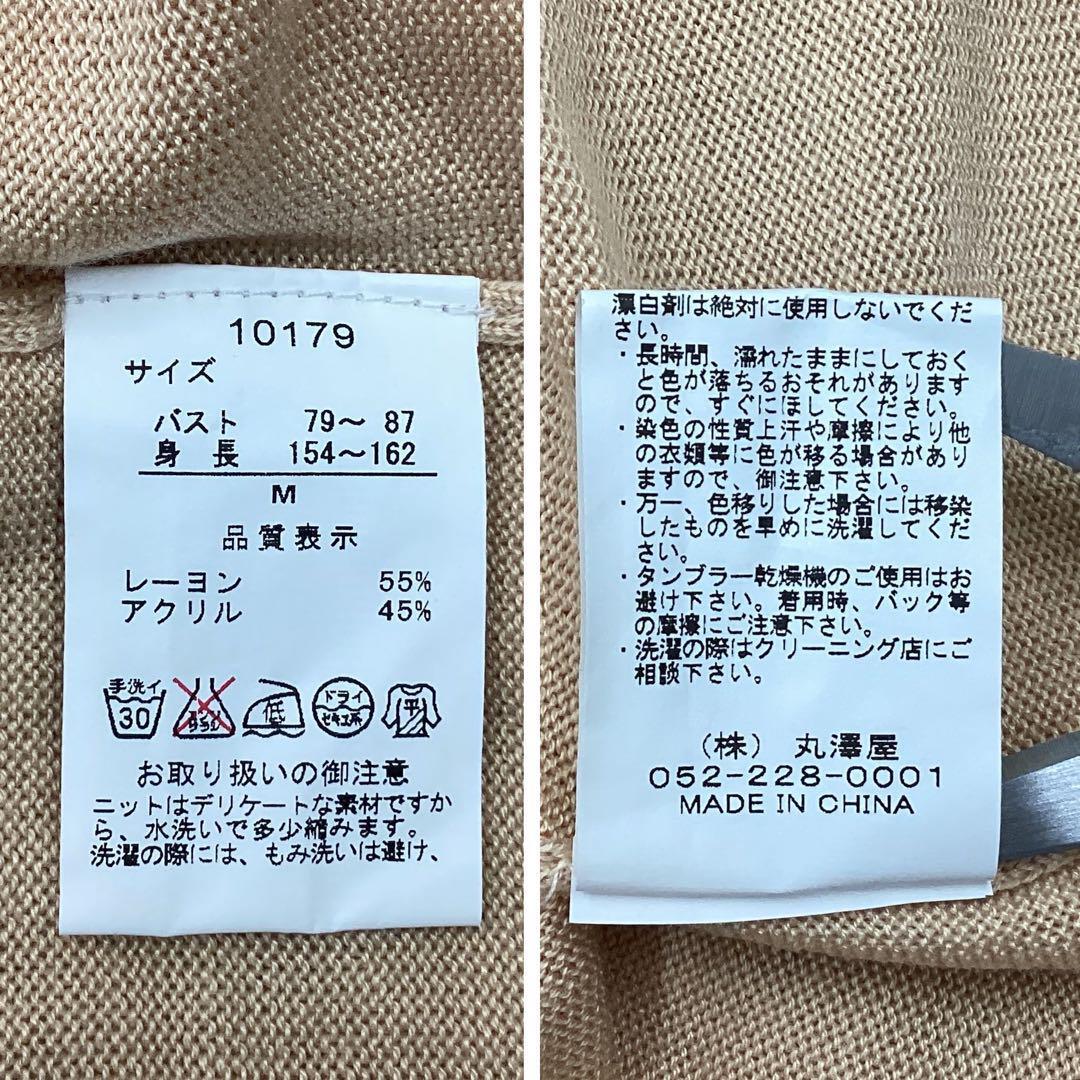 10179
サイズ
バスト 79〜 87
身 長 154〜162
M
品質表示
レーヨン 55%
アクリル 45%
手洗イ
30
エンソ
サラシ
低
ドライ
セキユ系
平
お取り扱いの御注意
ニットはデリケートな素材ですか
ら、水洗いで多少縮みます。
洗濯の際には、もみ洗いは避け、
漂白剤は絶対に使用しないでくだ
さい。
・長時間、濡れたままにしておく
と色が落ちるおそれがあります
ので、すぐにほしてください。
・染色の性質上汗や摩擦により他
の衣類等に色が移る場合があり
ますので、御注意下さい。
・万一、色移りした場合には移染
したものを早めに洗濯してくだ
さい。
・タンブラー乾燥機のご使用はお
避け下さい。着用時、バック等
の摩擦にご注意下さい。
・洗濯の際はクリーニング店にご
相談下さい。
(株) 丸澤屋
052-228-0001
MADE IN CHINA